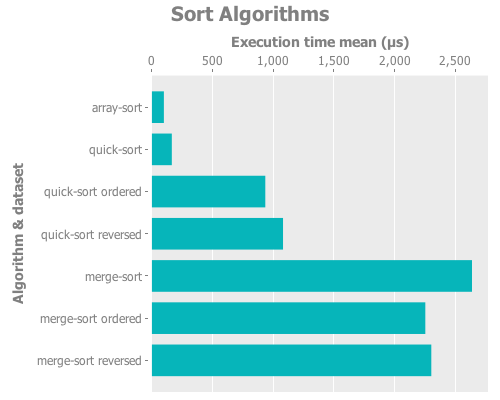 Sort Algorithms
Execution time mean (µs)
0 500 1,000 1,500 2,000 2,500
Algorithm & dataset
array-sort
quick-sort
quick-sort ordered
quick-sort reversed
merge-sort
merge-sort ordered
merge-sort reversed